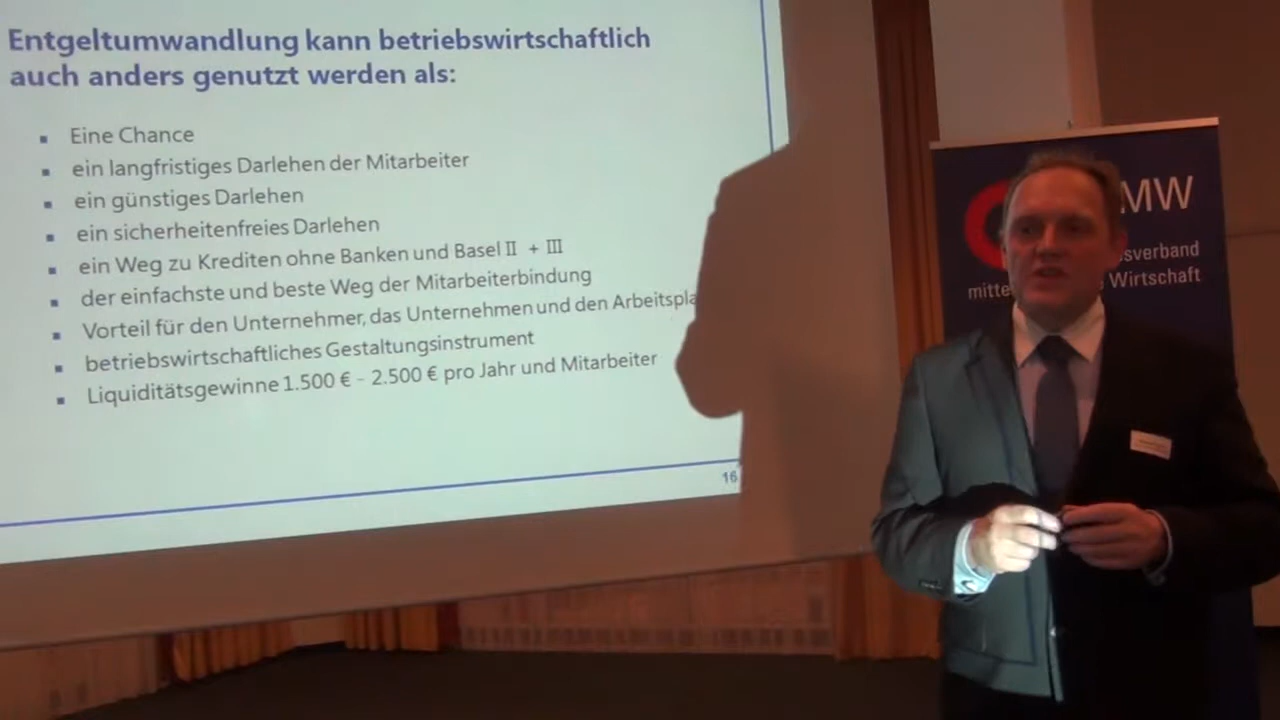 Entgeltumwandlung kann betriebswirtschaftlich
auch anders genutzt werden als:
▪ Eine Chance
▪ ein langfristiges Darlehen der Mitarbeiter
▪ ein günstiges Darlehen
▪ ein sicherheitenfreies Darlehen
▪ ein Weg zu Krediten ohne Banken und Basel II + III
▪ der einfachste und beste Weg der Mitarbeiterbindung
▪ Vorteil für den Unternehmer, das Unternehmen und den Arbeitspla
▪ betriebswirtschaftliches Gestaltungsinstrument
▪ Liquiditätsgewinne 1.500 € - 2.500 € pro Jahr und Mitarbeiter
16
MW
sverband
mitte Wirtschaft